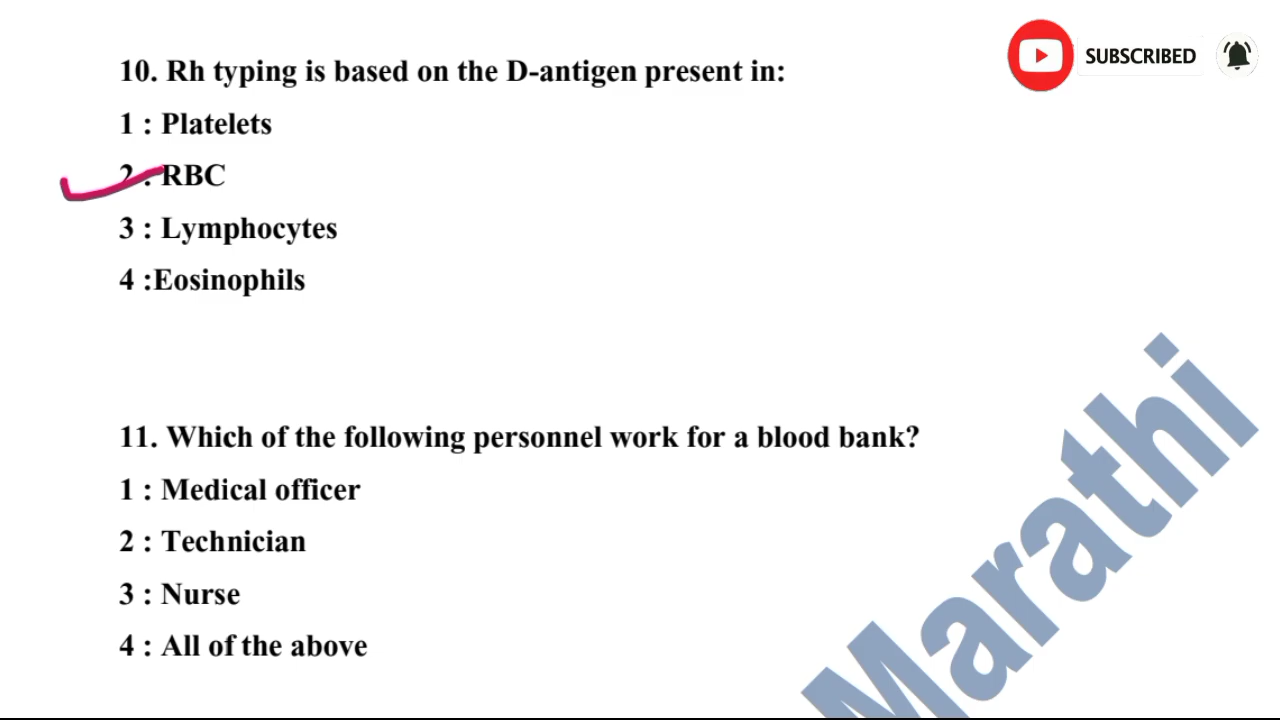 SUBSCRIBED
10. Rh typing is based on the D-antigen present in:
1 : Platelets
2 : RBC
3 : Lymphocytes
4 :Eosinophils
11. Which of the following personnel work for a blood bank?
1 : Medical officer
2 : Technician
3 : Nurse
4 : All of the above
Marathi